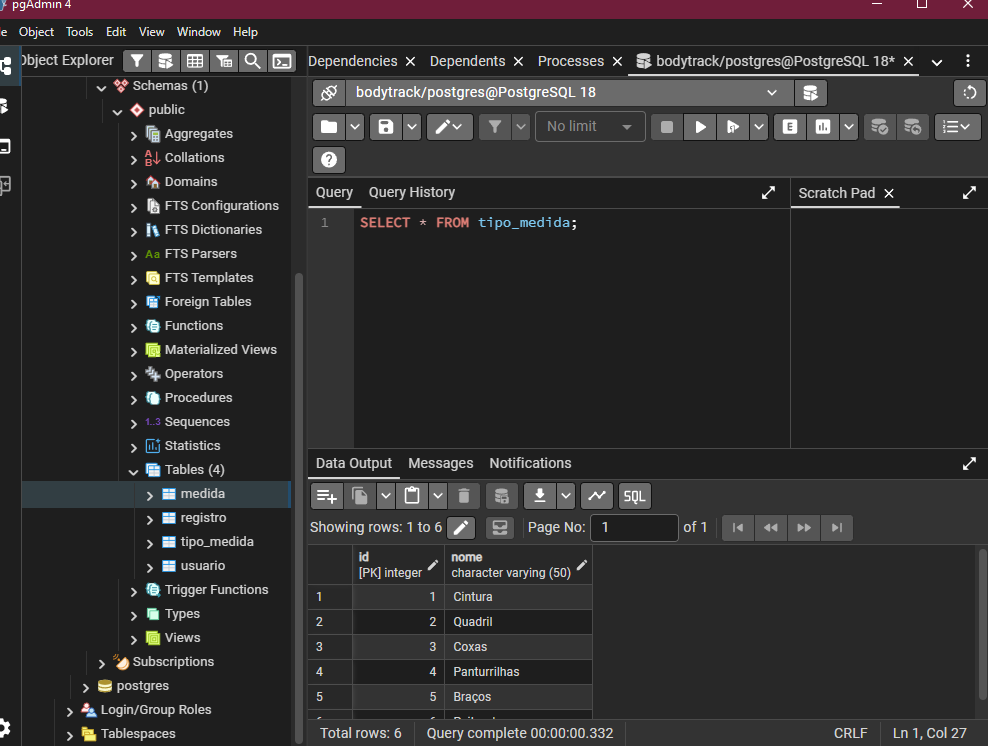 pgAdmin 4
Object Tools Edit View Window Help
Object Explorer
Schemas (1)
public
Aggregates
Collations
Domains
FTS Configurations
FTS Dictionaries
FTS Parsers
FTS Templates
Foreign Tables
Functions
Materialized Views
Operators
Procedures
1..3 Sequences
Statistics
Tables (4)
medida
registro
tipo_medida
usuario
Trigger Functions
Types
Views
Subscriptions
postgres
Login/Group Roles
Tablespaces
Dependencies Dependents Processes bodytrack/postgres@PostgreSQL 18*
bodytrack/postgres@PostgreSQL 18
No limit
Query Query History Scratch Pad
1 SELECT * FROM tipo_medida;
Data Output Messages Notifications
SQL
Showing rows: 1 to 6 Page No: 1 of 1
id nome
[PK] integer character varying (50)
1 1 Cintura
2 2 Quadril
3 3 Coxas
4 4 Panturrilhas
5 5 Braços
Total rows: 6 Query complete 00:00:00.332 CRLF Ln 1, Col 27